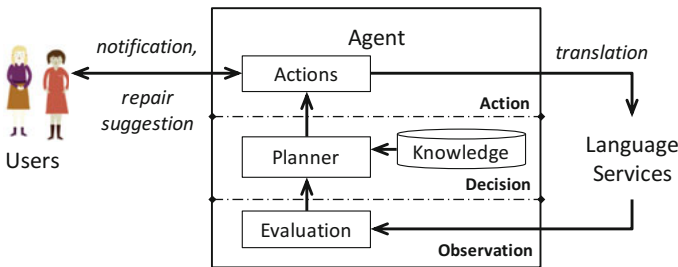 notification,
repair
suggestion
Users
Agent
Actions
Action
Planner
Knowledge
Decision
Evaluation
Observation
translation
Language
Services